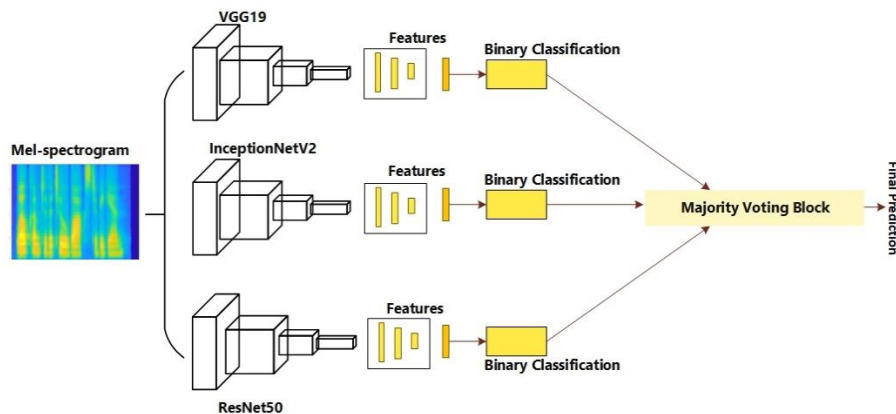 VGG19
Features
Binary Classification
Mel-spectrogram
InceptionNetV2
Features
Binary Classification
Majority Voting Block
Final Prediction
Features
Binary Classification
ResNet50